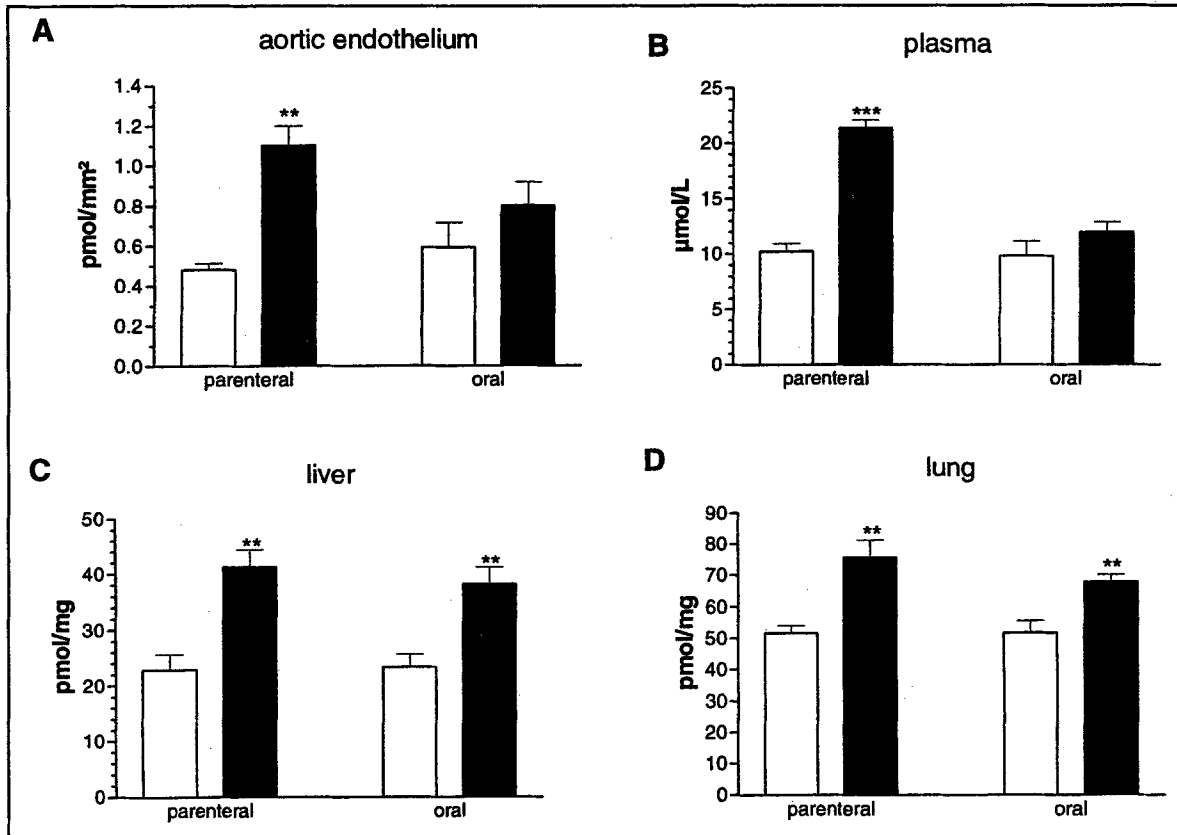 A
aortic endothelium
pmol/mm²
1.4
1.2
1.0
0.8
0.6
0.4
0.2
0.0
**
parenteral
oral
B
plasma
µmol/L
25
20
15
10
5
0
***
parenteral
oral
C
liver
pmol/mg
50
40
30
20
10
0
**
**
parenteral
oral
D
lung
pmol/mg
90
80
70
60
50
40
30
20
10
0
**
**
parenteral
oral